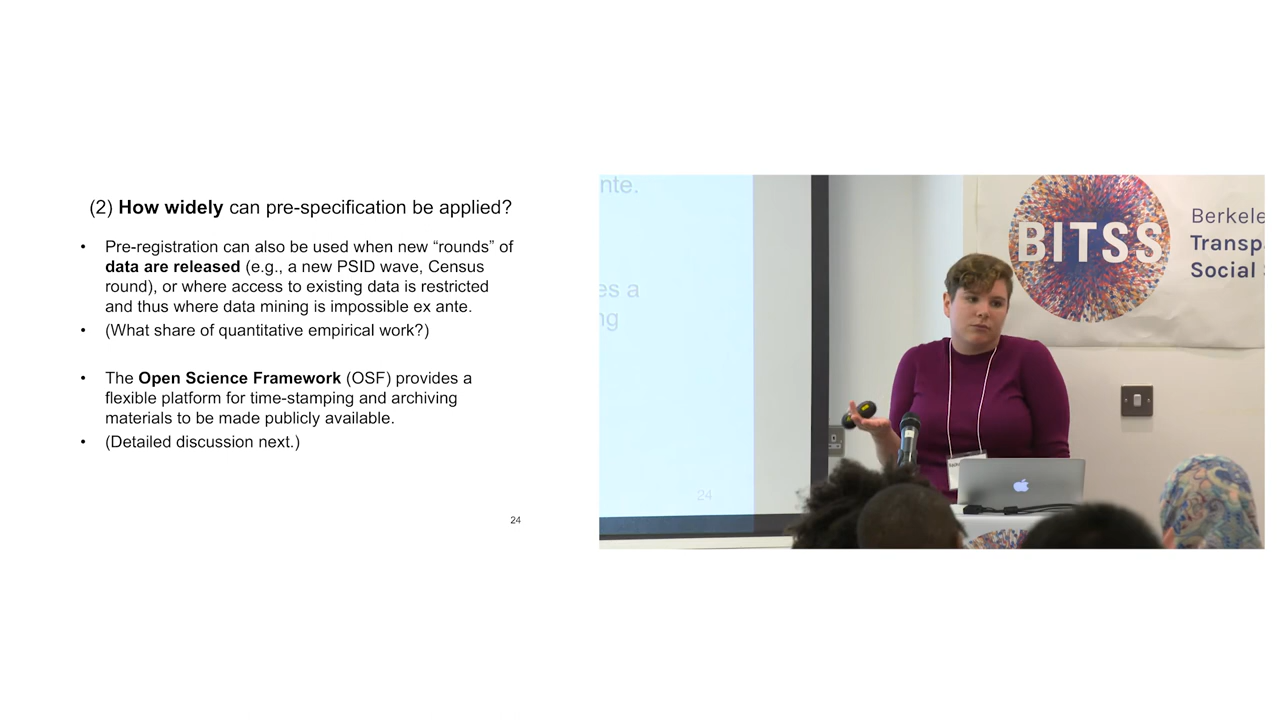 (2) How widely can pre-specification be applied?
• Pre-registration can also be used when new “rounds” of
data are released (e.g., a new PSID wave, Census
round), or where access to existing data is restricted
and thus where data mining is impossible ex ante.
• (What share of quantitative empirical work?)
• The Open Science Framework (OSF) provides a
flexible platform for time-stamping and archiving
materials to be made publicly available.
• (Detailed discussion next.)
24
nte.
es a
ng
24
BITSS
Berkele
Transp
Social